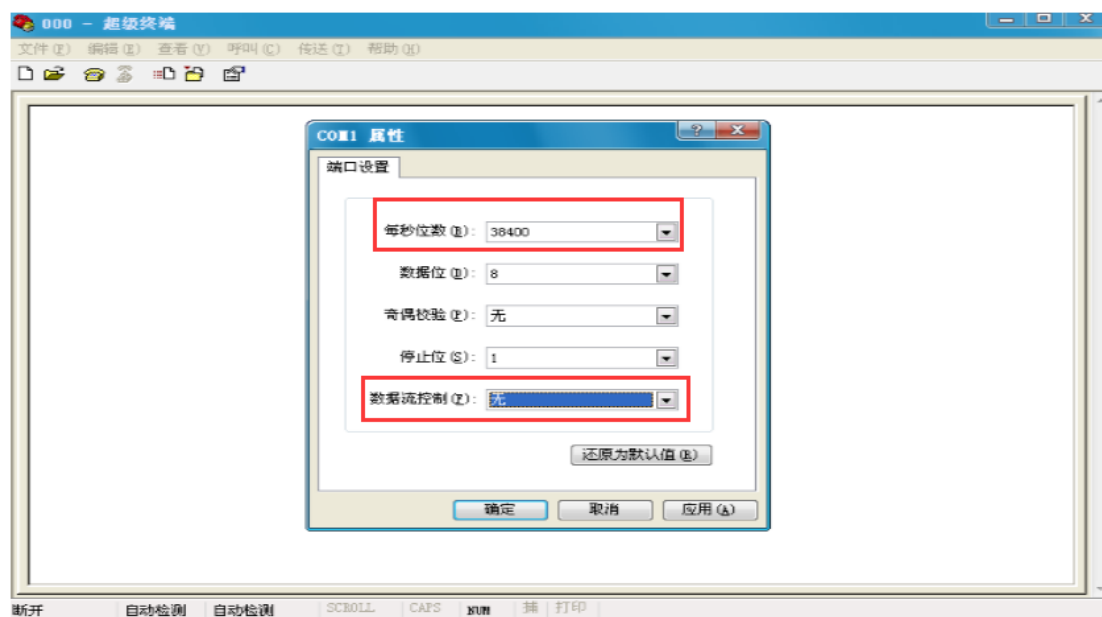 000 - 超级终端
文件(F) 编辑(E) 查看(V) 呼叫(C) 传送(T) 帮助(H)
COM1 属性
端口设置
每秒位数(B): 38400
数据位(D): 8
奇偶校验(P): 无
停止位(S): 1
数据流控制(F): 无
还原为默认值(R)
确定 取消 应用(A)
断开 自动检测 自动检测 SCROLL CAPS NUM 捕 打印